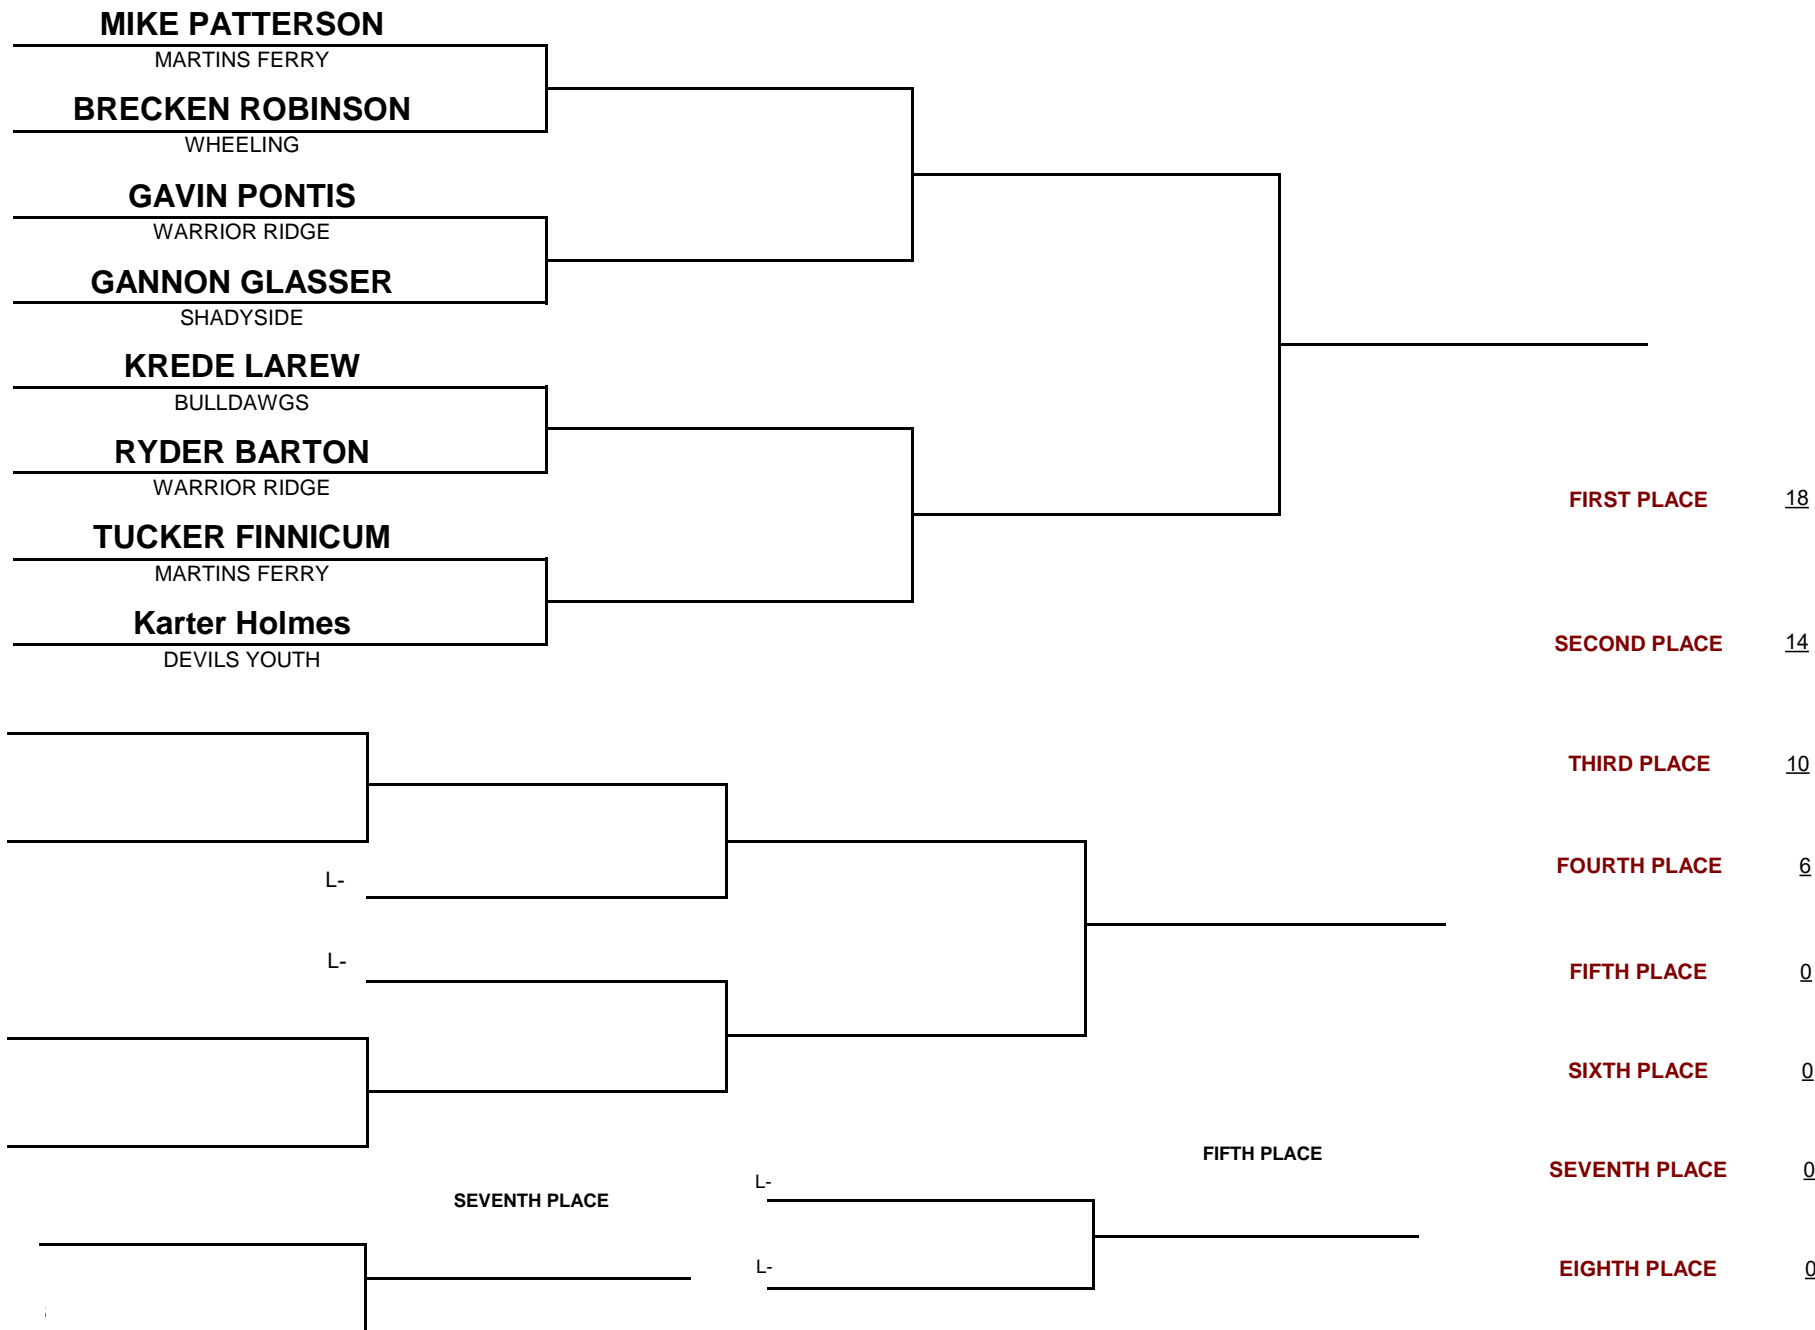 MIKE PATTERSON
MARTINS FERRY
BRECKEN ROBINSON
WHEELING
GAVIN PONTIS
WARRIOR RIDGE
GANNON GLASSER
SHADYSIDE
KREDE LAREW
BULLDAWGS
RYDER BARTON
WARRIOR RIDGE
FIRST PLACE 18
TUCKER FINNICUM
MARTINS FERRY
Karter Holmes
DEVILS YOUTH
SECOND PLACE 14
THIRD PLACE 10
L-
FOURTH PLACE 6
L-
FIFTH PLACE 0
SIXTH PLACE 0
FIFTH PLACE
SEVENTH PLACE 0
L-
SEVENTH PLACE
L-
EIGHTH PLACE 0